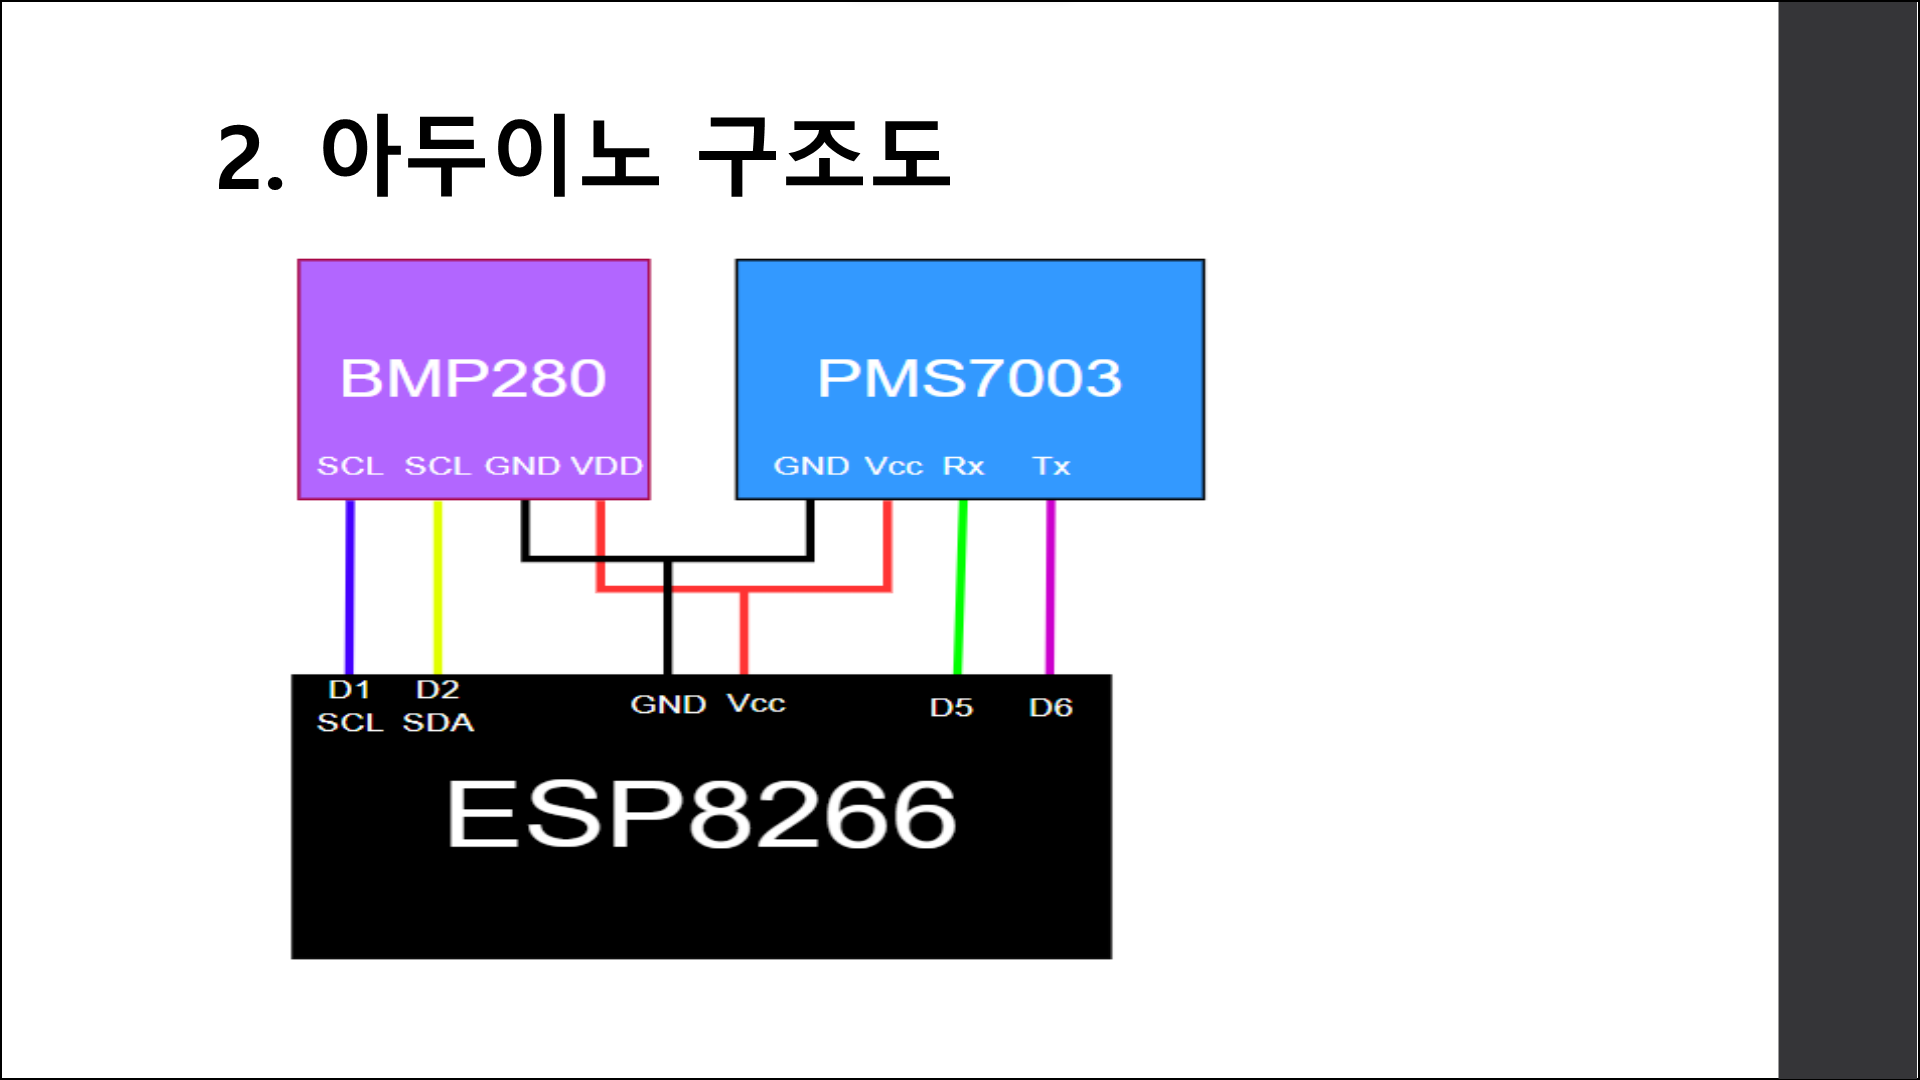 2. 아두이노 구조도
BMP280
SCL SCL GND VDD
PMS7003
GND Vcc Rx Tx
D1 D2
SCL SDA
GND Vcc
D5 D6
ESP8266